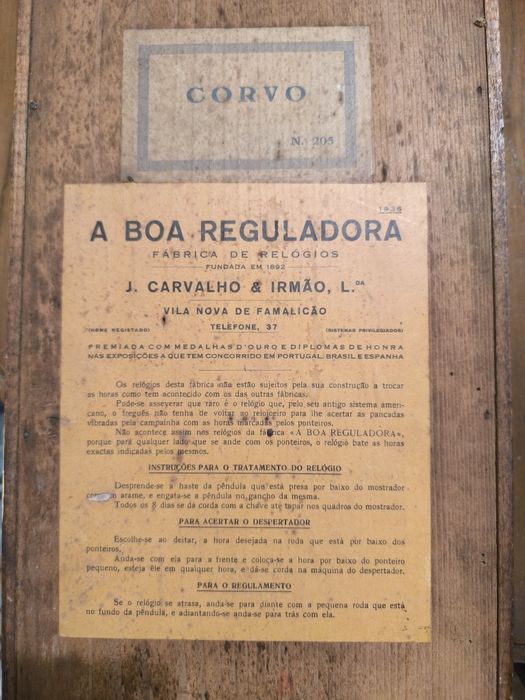 CORVO
N. 205
1936
A BOA REGULADORA
FÁBRICA DE RELÓGIOS
FUNDADA EM 1892
J. CARVALHO & IRMÃO, L.DA
VILA NOVA DE FAMALICÃO
(NOME REGISTADO) TELEFONE, 37 (SISTEMAS PRIVILEGIADOS)
PREMIADA COM MEDALHAS D'OURO E DIPLOMAS DE HONRA
NAS EXPOSIÇÕES A QUE TEM CONCORRIDO EM PORTUGAL, BRASIL E ESPANHA
Os relógios desta fábrica não estão sujeitos pela sua construção a trocar
as horas como tem acontecido com os das outras fábricas.
Pode-se asseverar que raro é o relógio que, pelo seu antigo sistema ameri-
cano, o freguês não tenha de voltar ao relojoeiro para lhe acertar as pancadas
vibradas pela campainha com as horas marcadas pelos ponteiros.
Não acontece assim nos relógios da fábrica «A BOA REGULADORA»,
porque para qualquer lado que se ande com os ponteiros, o relógio bate as horas
exactas indicadas pelos mesmos.
INSTRUÇÕES PARA O TRATAMENTO DO RELÓGIO
Desprende-se a haste da pêndula que está presa por baixo do mostrador
com um arame, e engata-se a pêndula no gancho da mesma.
Todos os 8 dias se da corda com a chave até topar nos quadros do mostrador.
PARA ACERTAR O DESPERTADOR
Escolhe-se ao deitar, a hora desejada na roda que está por baixo dos
ponteiros.
Anda-se com ela para a frente e coloca-se a hora por baixo do ponteiro
pequeno, esteja êle em qualquer hora, e dá-se corda na máquina do despertador.
PARA O REGULAMENTO
Se o relógio se atrasa, anda-se para diante com a pequena roda que está
no fundo da pêndula, e adiantando-se anda-se para trás com ela.